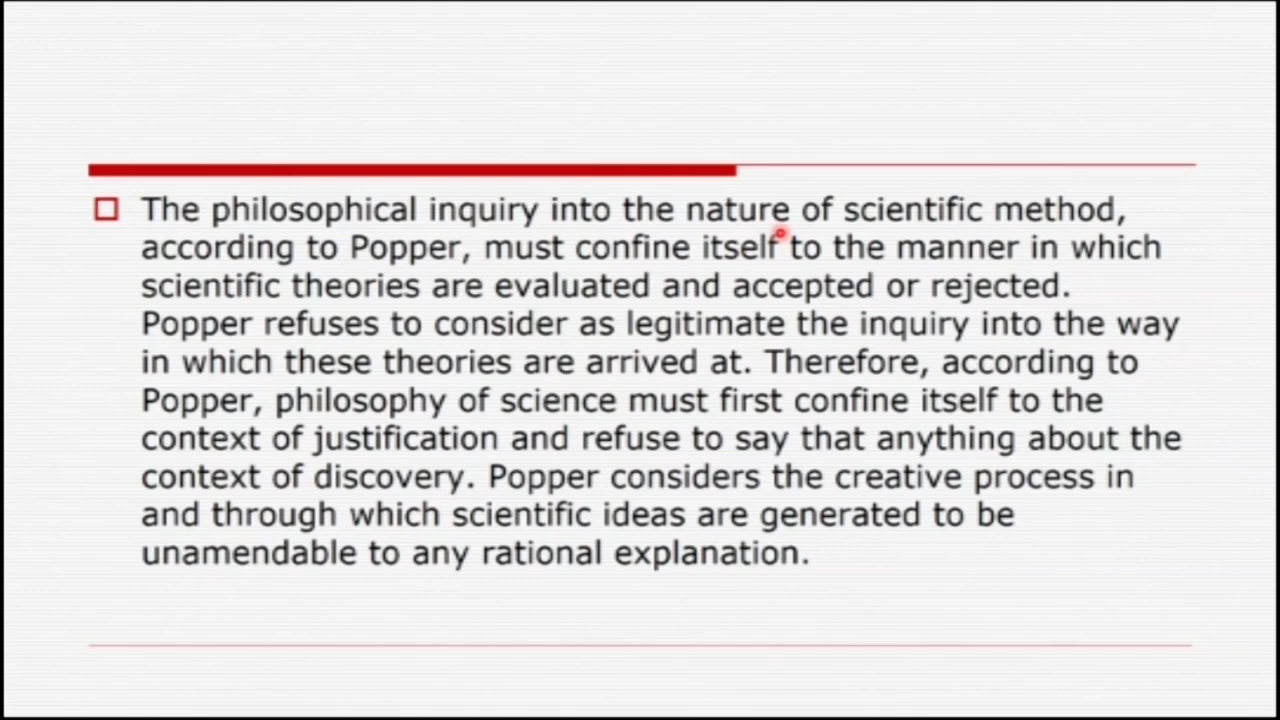 The philosophical inquiry into the nature of scientific method,
according to Popper, must confine itself to the manner in which
scientific theories are evaluated and accepted or rejected.
Popper refuses to consider as legitimate the inquiry into the way
in which these theories are arrived at. Therefore, according to
Popper, philosophy of science must first confine itself to the
context of justification and refuse to say that anything about the
context of discovery. Popper considers the creative process in
and through which scientific ideas are generated to be
unamendable to any rational explanation.